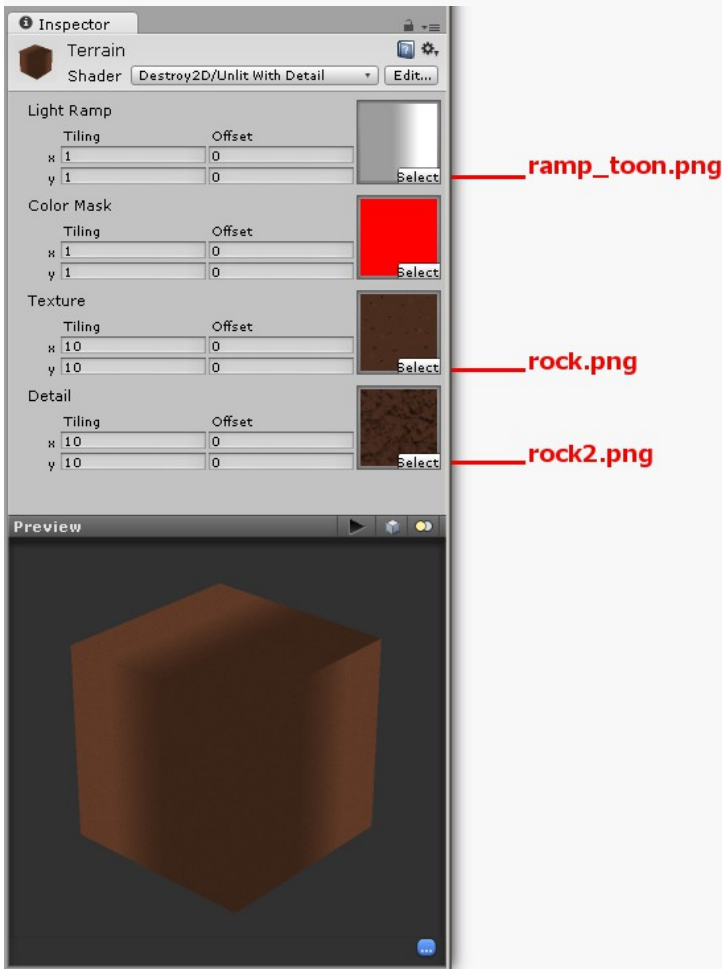 Inspector
Terrain
Shader Destroy2D/Unlit With Detail Edit...
Light Ramp
Tiling Offset
x 1 0
y 1 0 Select ramp_toon.png
Color Mask
Tiling Offset
x 1 0
y 1 0 Select
Texture
Tiling Offset
x 10 0
y 10 0 Select rock.png
Detail
Tiling Offset
x 10 0
y 10 0 Select rock2.png
Preview